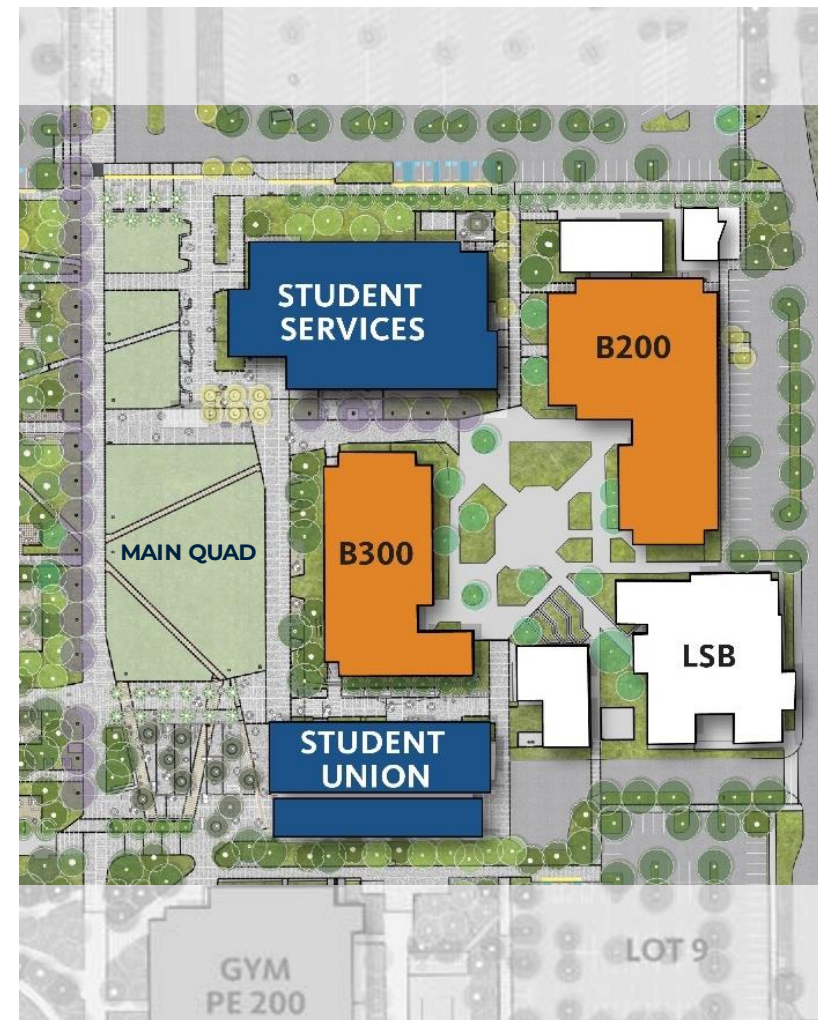 STUDENT
SERVICES
B200
MAIN QUAD
B300
LSB
STUDENT
UNION
LOT 9
GYM
PE 200